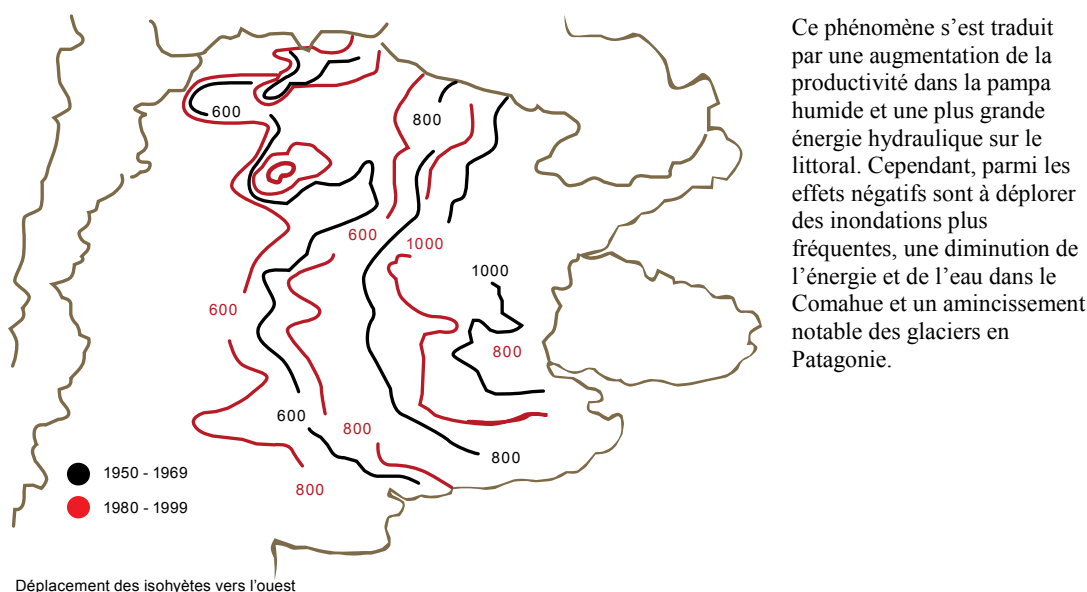 Ce phénomène s’est traduit
par une augmentation de la
productivité dans la pampa
humide et une plus grande
énergie hydraulique sur le
littoral. Cependant, parmi les
effets négatifs sont à déplorer
des inondations plus
fréquentes, une diminution de
l’énergie et de l’eau dans le
Comahue et un amincissement
notable des glaciers en
Patagonie.
600
800
600
1000
1000
600
800
600
800
800
800
1950 - 1969
1980 - 1999
Déplacement des isohyètes vers l’ouest